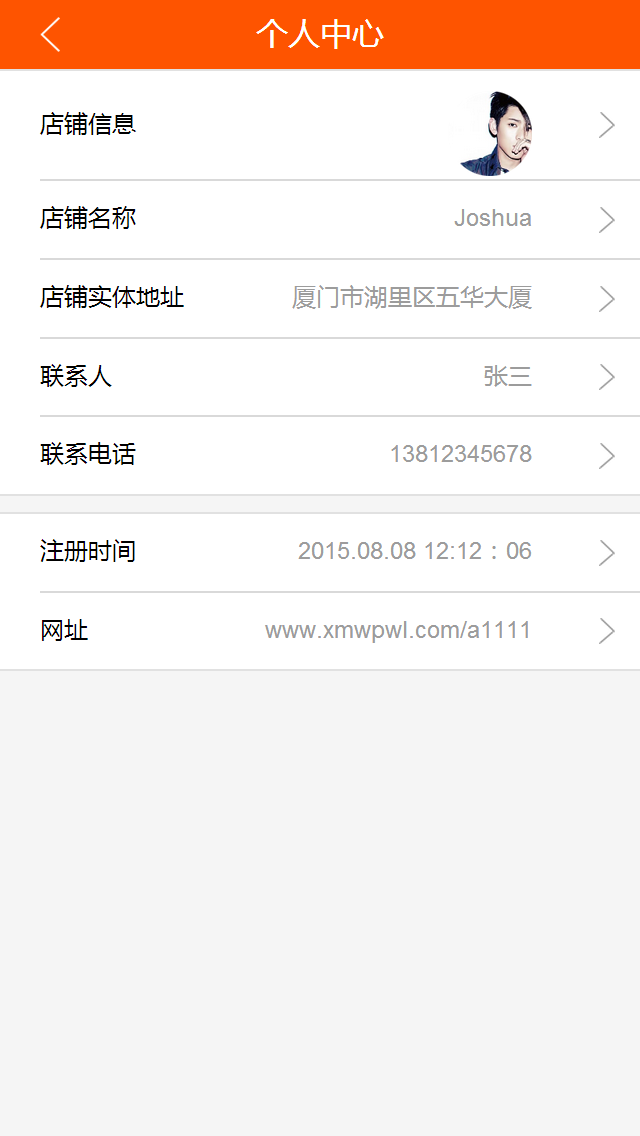 个人中心
店铺信息
店铺名称 Joshua
店铺实体地址 厦门市湖里区五华大厦
联系人 张三
联系电话 13812345678
注册时间 2015.08.08 12:12：06
网址 www.xmwpwl.com/a1111